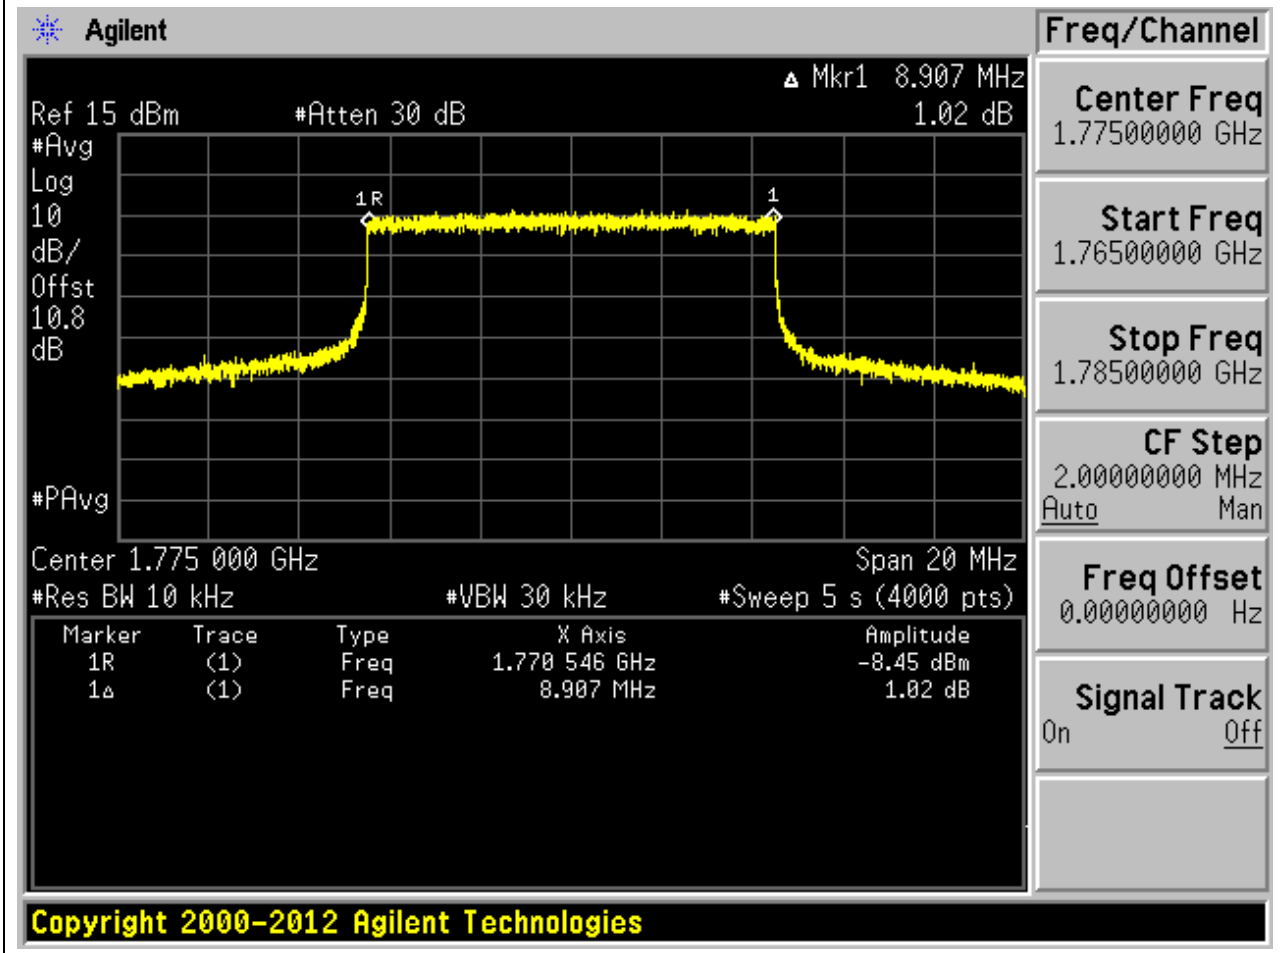 Agilent
Δ Mkr1 8.907 MHz
Ref 15 dBm #Atten 30 dB 1.02 dB
#Avg
Log
10
dB/
Offst
10.8
dB
#PAvg
1R
1
Center 1.775 000 GHz Span 20 MHz
#Res BW 10 kHz #VBW 30 kHz #Sweep 5 s (4000 pts)
Marker Trace Type X Axis Amplitude
1R (1) Freq 1.770 546 GHz -8.45 dBm
1Δ (1) Freq 8.907 MHz 1.02 dB
Freq/Channel
Center Freq
1.77500000 GHz
Start Freq
1.76500000 GHz
Stop Freq
1.78500000 GHz
CF Step
2.00000000 MHz
Auto Man
Freq Offset
0.00000000 Hz
Signal Track
On Off
Copyright 2000-2012 Agilent Technologies